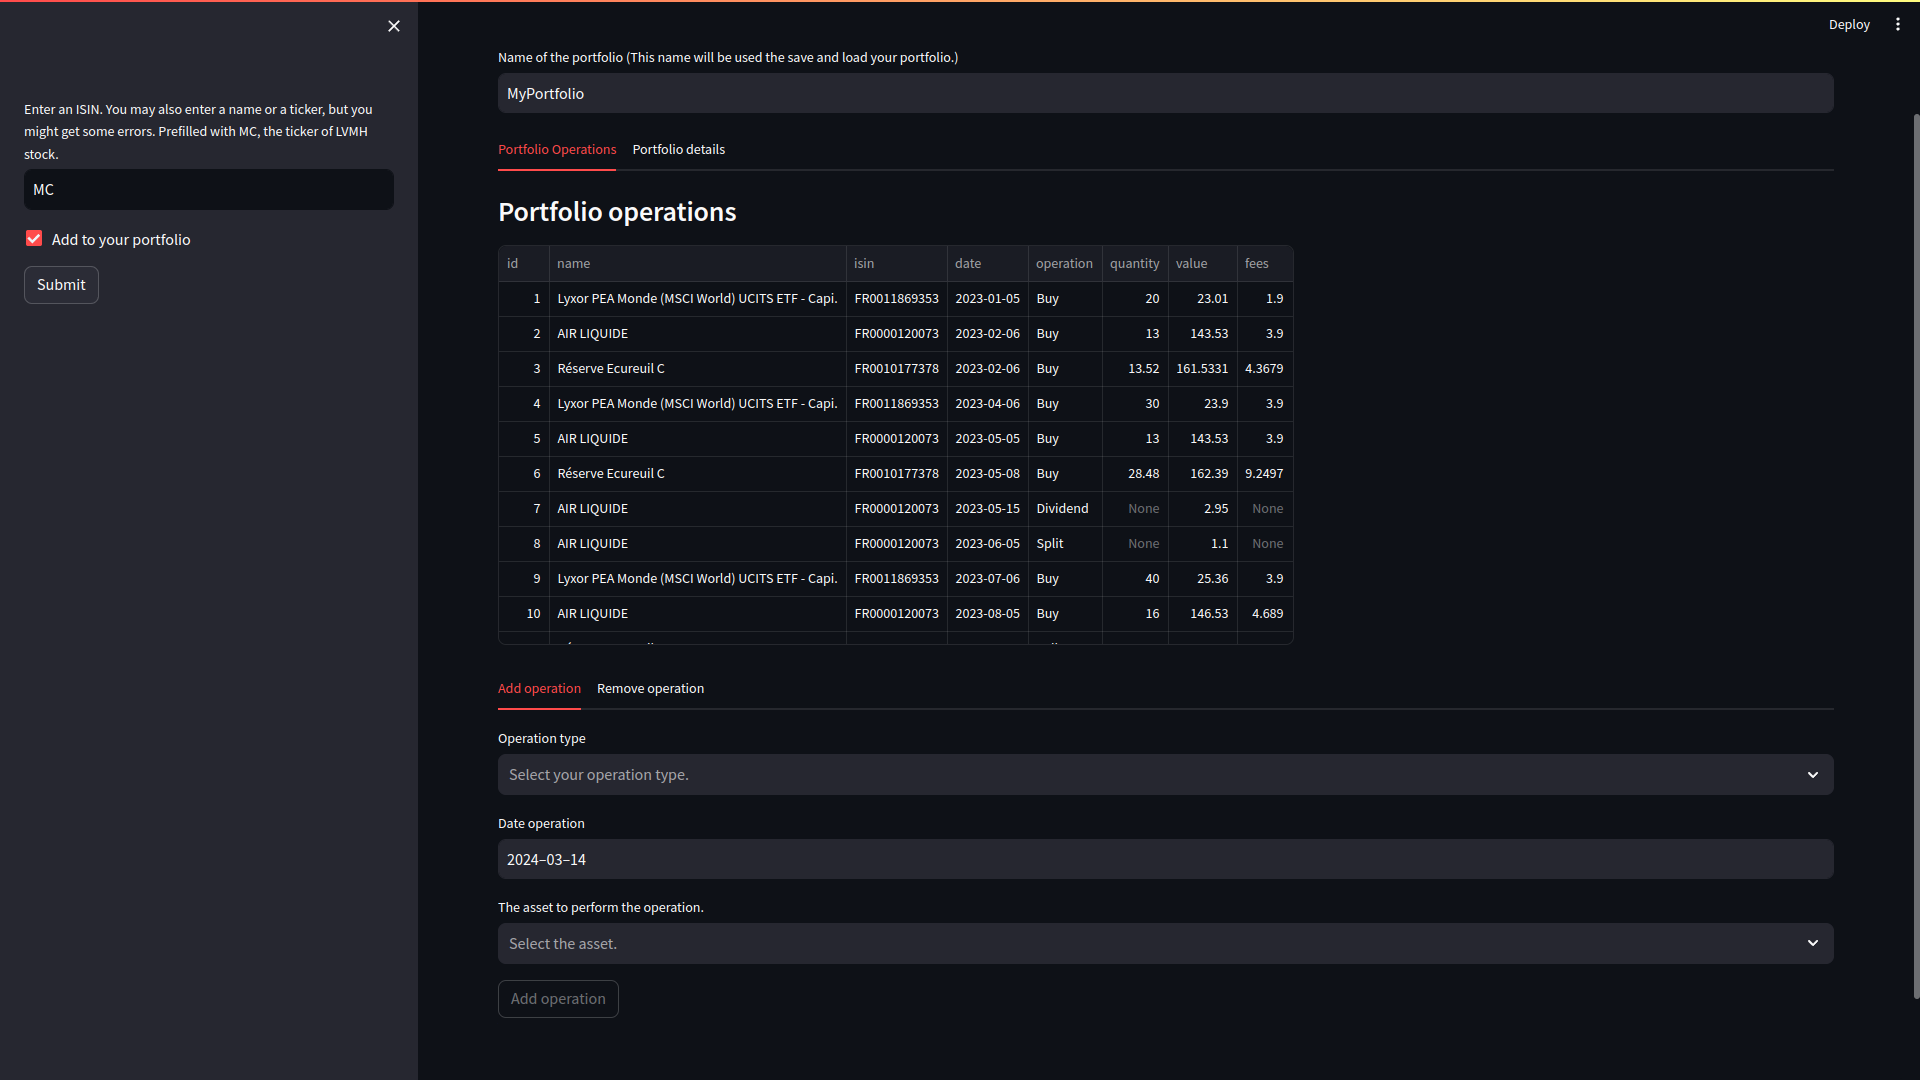 Deploy
Enter an ISIN. You may also enter a name or a ticker, but you
might get some errors. Prefilled with MC, the ticker of LVMH
stock.
MC
Add to your portfolio
Submit
Name of the portfolio (This name will be used the save and load your portfolio.)
MyPortfolio
Portfolio Operations Portfolio details
Portfolio operations
id name isin date operation quantity value fees
1 Lyxor PEA Monde (MSCI World) UCITS ETF - Capi. FR0011869353 2023-01-05 Buy 20 23.01 1.9
2 AIR LIQUIDE FR0000120073 2023-02-06 Buy 13 143.53 3.9
3 Réserve Ecureuil C FR0010177378 2023-02-06 Buy 13.52 161.5331 4.3679
4 Lyxor PEA Monde (MSCI World) UCITS ETF - Capi. FR0011869353 2023-04-06 Buy 30 23.9 3.9
5 AIR LIQUIDE FR0000120073 2023-05-05 Buy 13 143.53 3.9
6 Réserve Ecureuil C FR0010177378 2023-05-08 Buy 28.48 162.39 9.2497
7 AIR LIQUIDE FR0000120073 2023-05-15 Dividend None 2.95 None
8 AIR LIQUIDE FR0000120073 2023-06-05 Split None 1.1 None
9 Lyxor PEA Monde (MSCI World) UCITS ETF - Capi. FR0011869353 2023-07-06 Buy 40 25.36 3.9
10 AIR LIQUIDE FR0000120073 2023-08-05 Buy 16 146.53 4.689
Add operation Remove operation
Operation type
Select your operation type.
Date operation
2024–03–14
The asset to perform the operation.
Select the asset.
Add operation